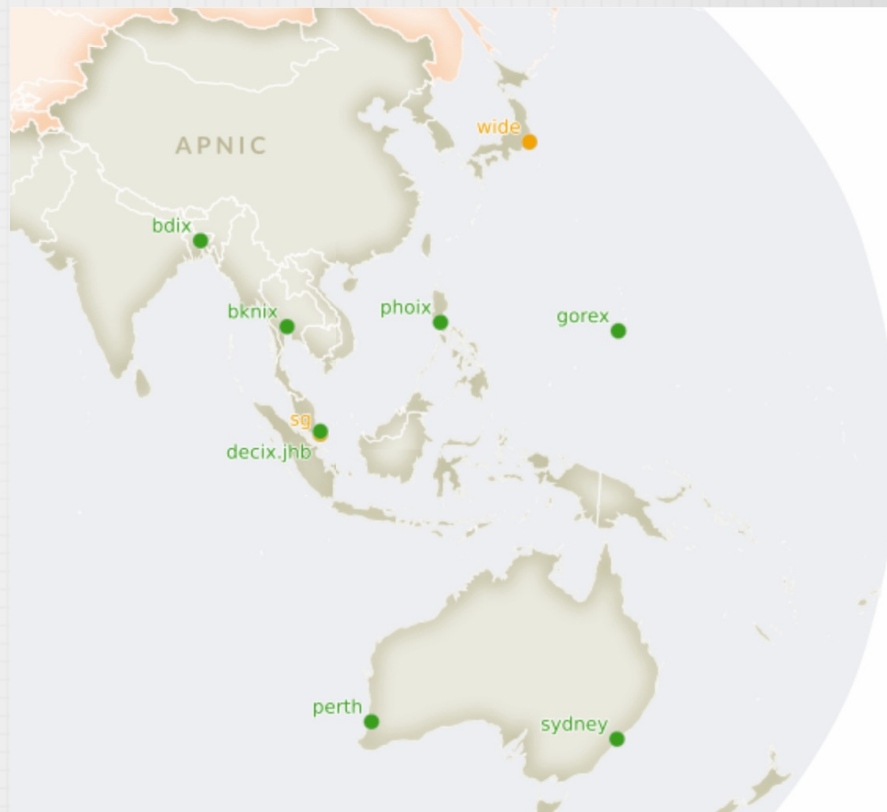 wide
APNIC
bdix
bknix
phoix
gorex
sg
decix.jhb
perth
sydney